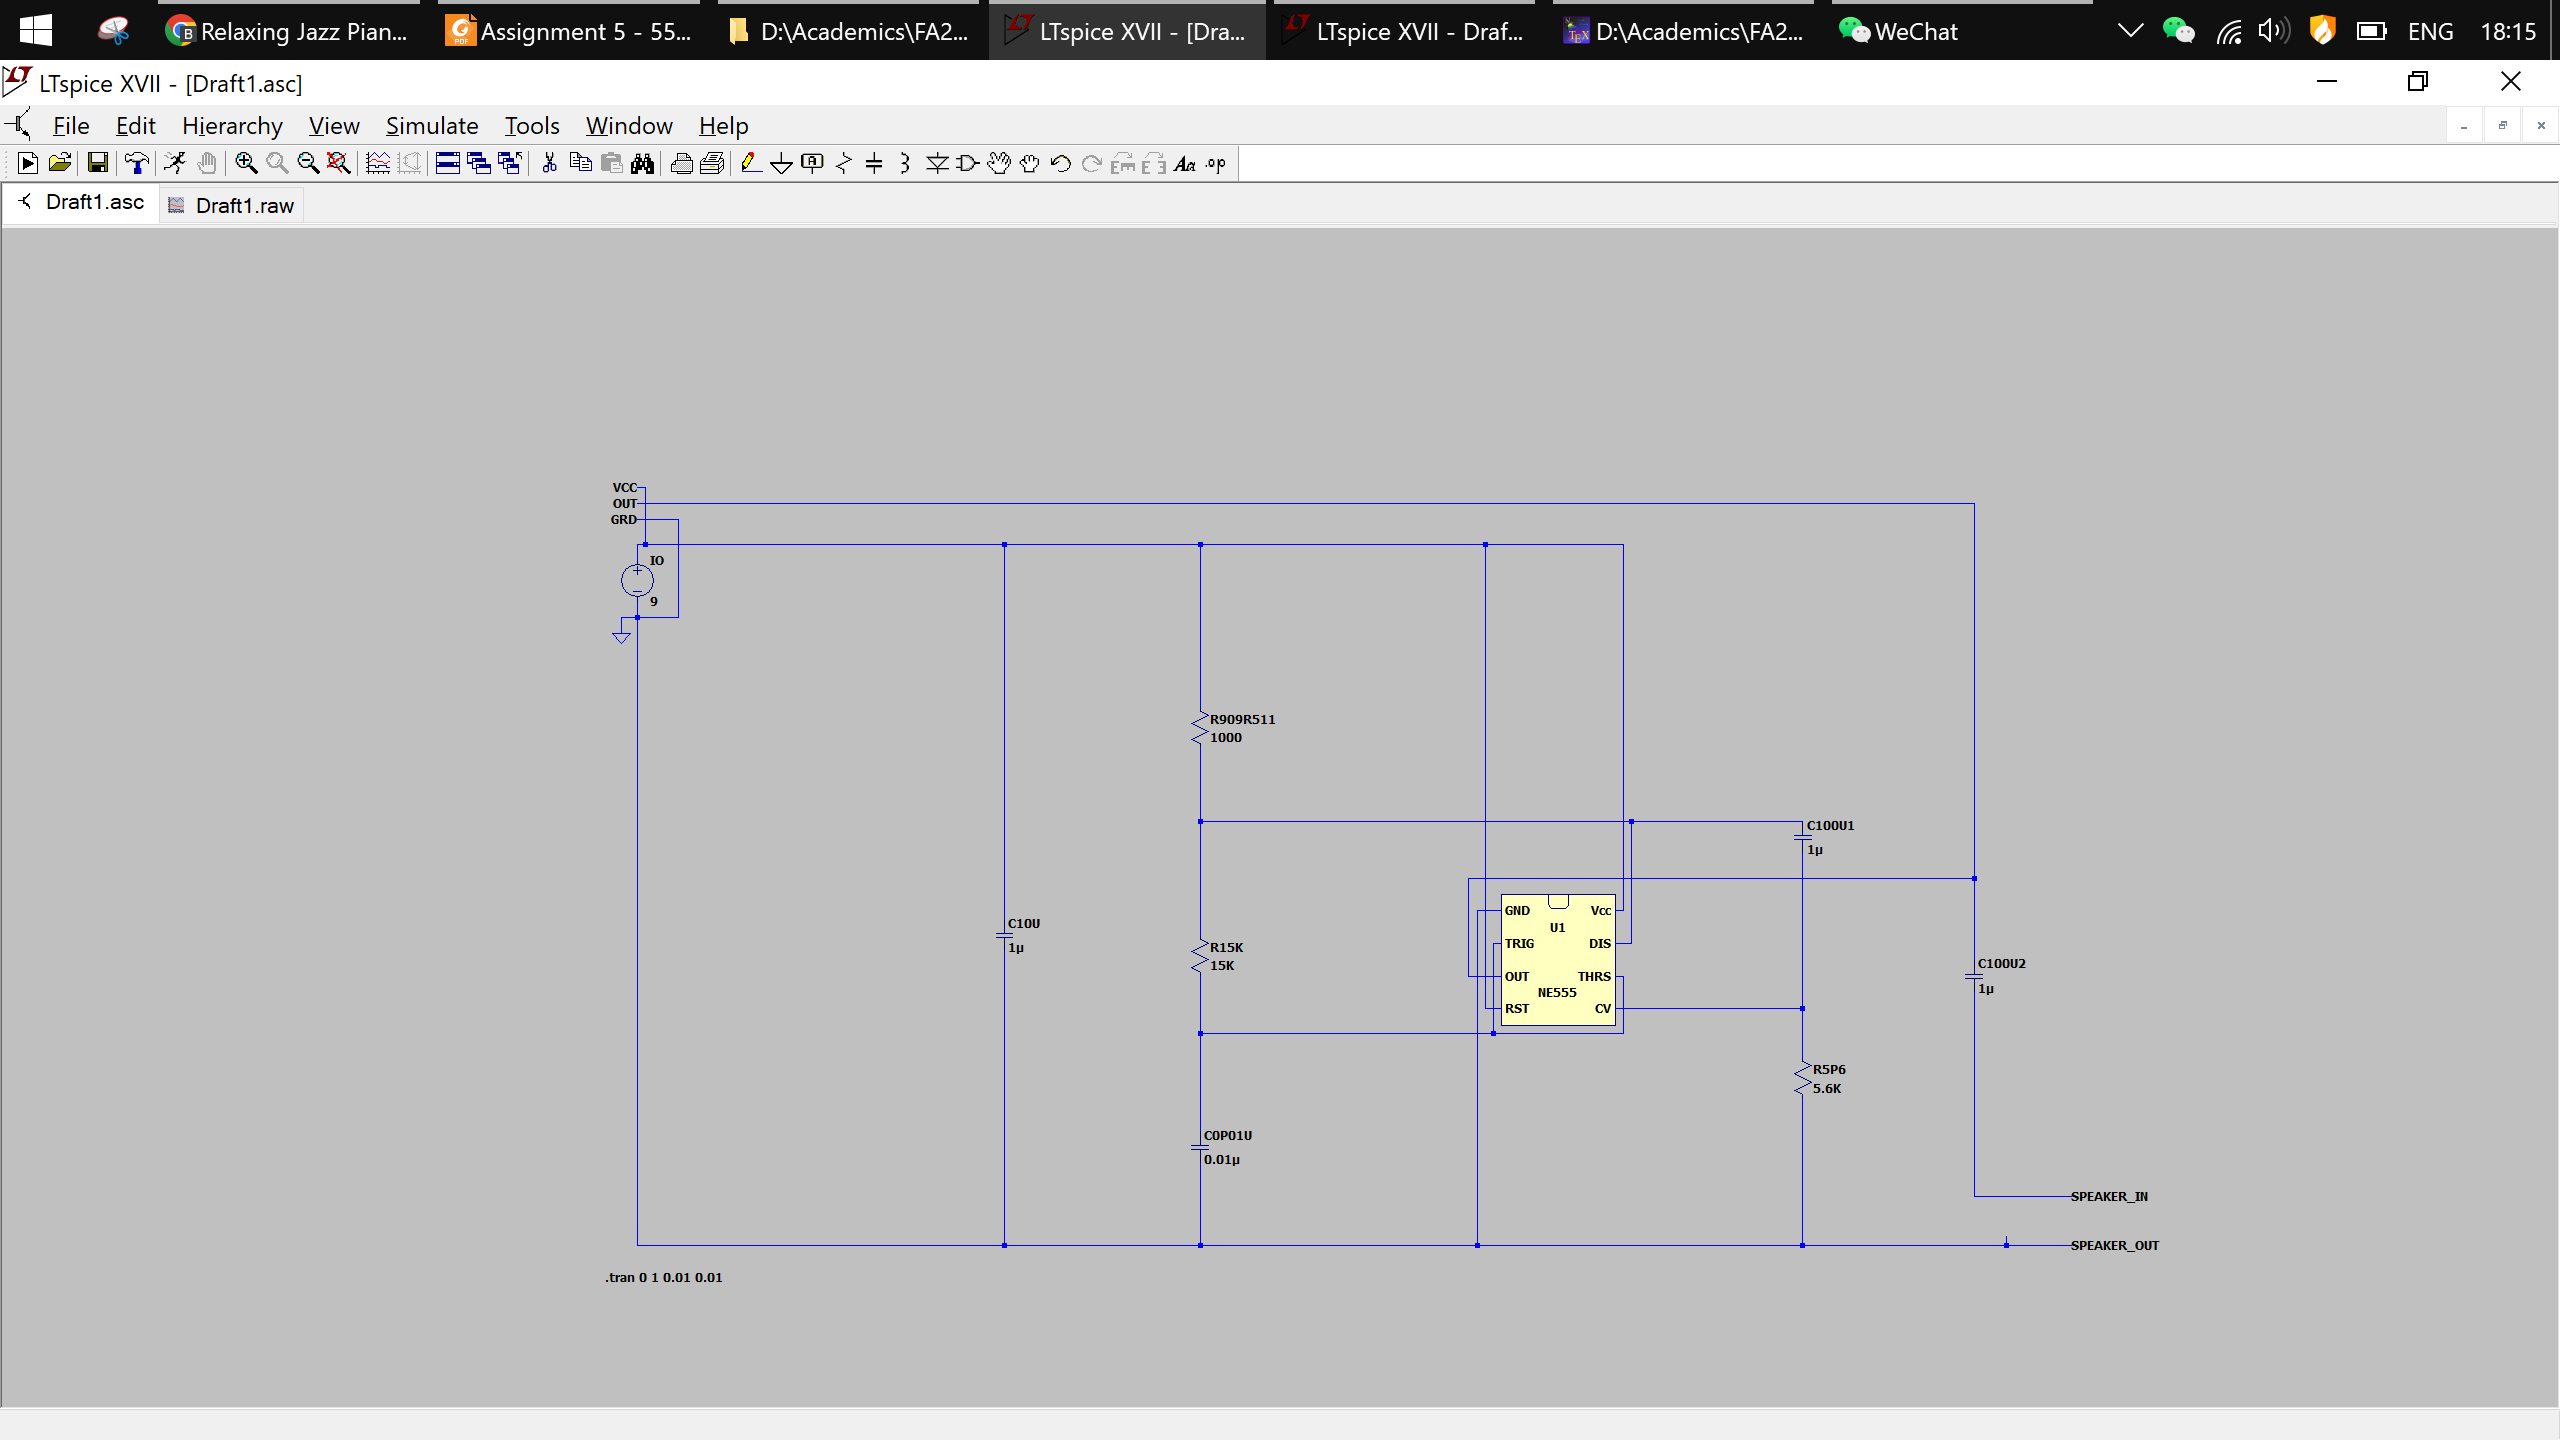 Relaxing Jazz Pian...
Assignment 5 - 55...
D:\Academics\FA2...
LTspice XVII - [Dra...
LTspice XVII - Draf...
D:\Academics\FA2...
WeChat
ENG
18:15
LTspice XVII - [Draft1.asc]
File Edit Hierarchy View Simulate Tools Window Help
Draft1.asc
Draft1.raw
VCC
OUT
GRD
IO
9
R909R511
1000
C100U1
1µ
C10U
1µ
R15K
15K
GND Vcc
U1
TRIG DIS
OUT THRS
NE555
RST CV
C100U2
1µ
R5P6
5.6K
C0P01U
0.01µ
SPEAKER_IN
SPEAKER_OUT
.tran 0 1 0.01 0.01